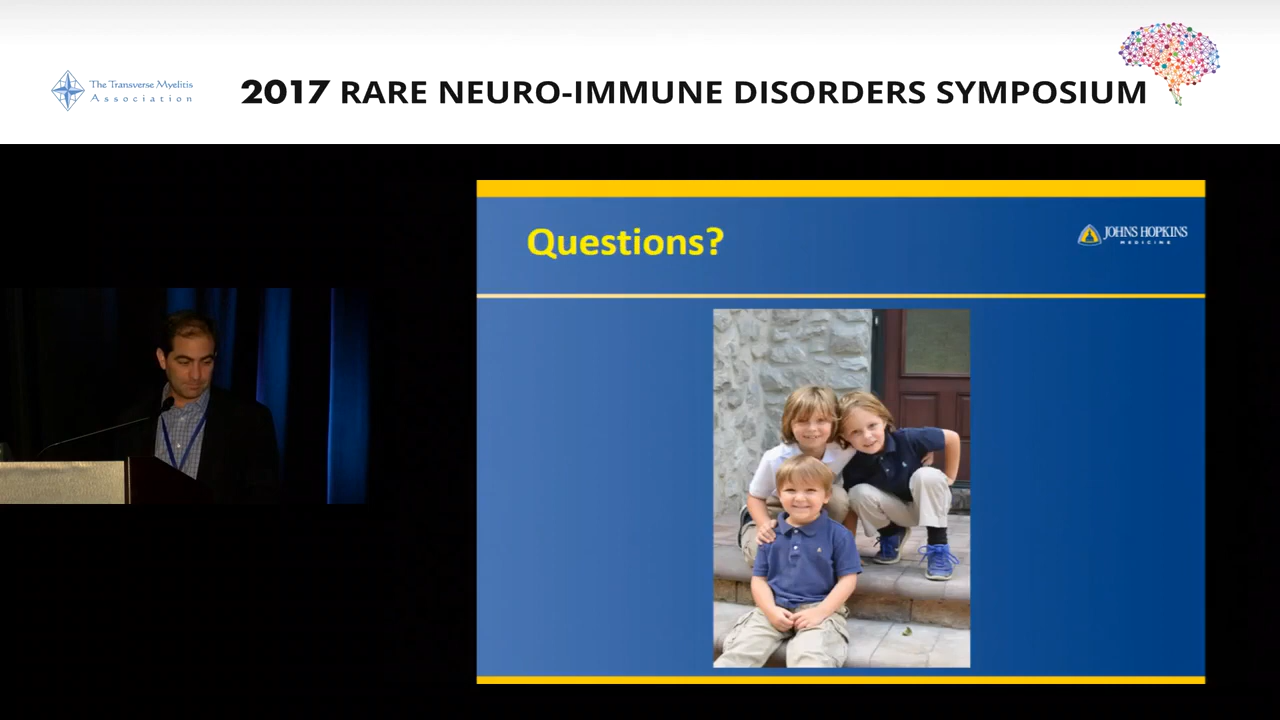 The Transverse Myelitis
Association
2017 RARE NEURO-IMMUNE DISORDERS SYMPOSIUM
Questions?
JOHNS HOPKINS
MEDICINE